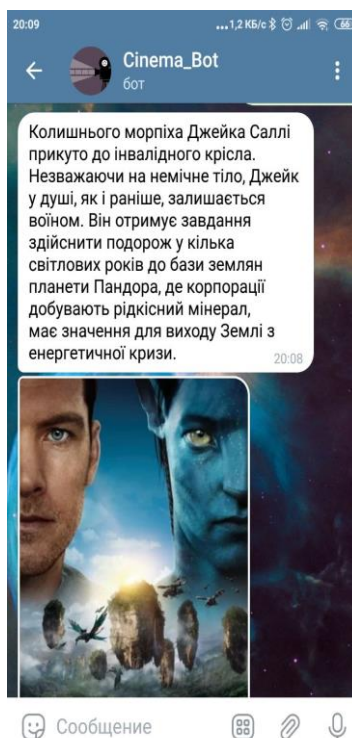 20:09
...1,2 КБ/с
66
Cinema_Bot
бот
Колишнього морпіха Джейка Саллі
прикуто до інвалідного крісла.
Незважаючи на немічне тіло, Джейк
у душі, як і раніше, залишається
воїном. Він отримує завдання
здійснити подорож у кілька
світлових років до бази землян
планети Пандора, де корпорації
добувають рідкісний мінерал,
має значення для виходу Землі з
енергетичної кризи.
20:08
Сообщение